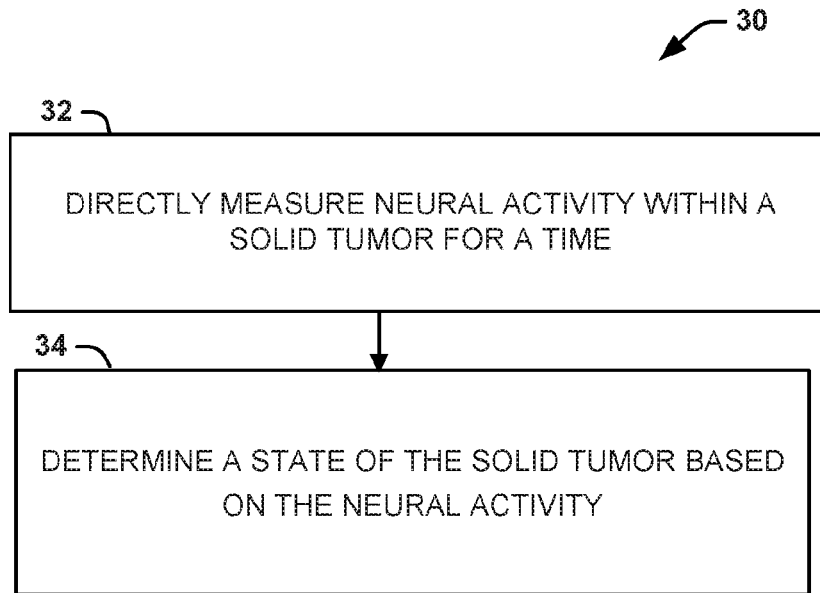 30
32
DIRECTLY MEASURE NEURAL ACTIVITY WITHIN A
SOLID TUMOR FOR A TIME
34
DETERMINE A STATE OF THE SOLID TUMOR BASED
ON THE NEURAL ACTIVITY